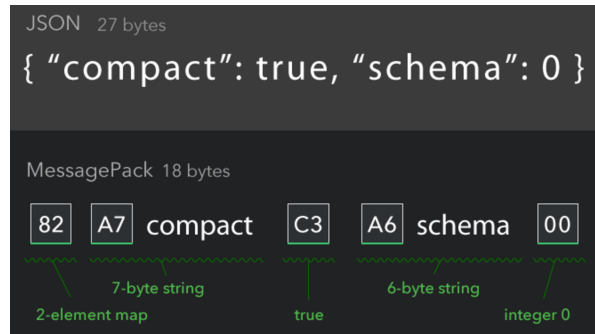 JSON 27 bytes
{ “compact”: true, “schema”: 0 }
MessagePack 18 bytes
82 A7 compact C3 A6 schema 00
7-byte string 6-byte string
2-element map true integer 0